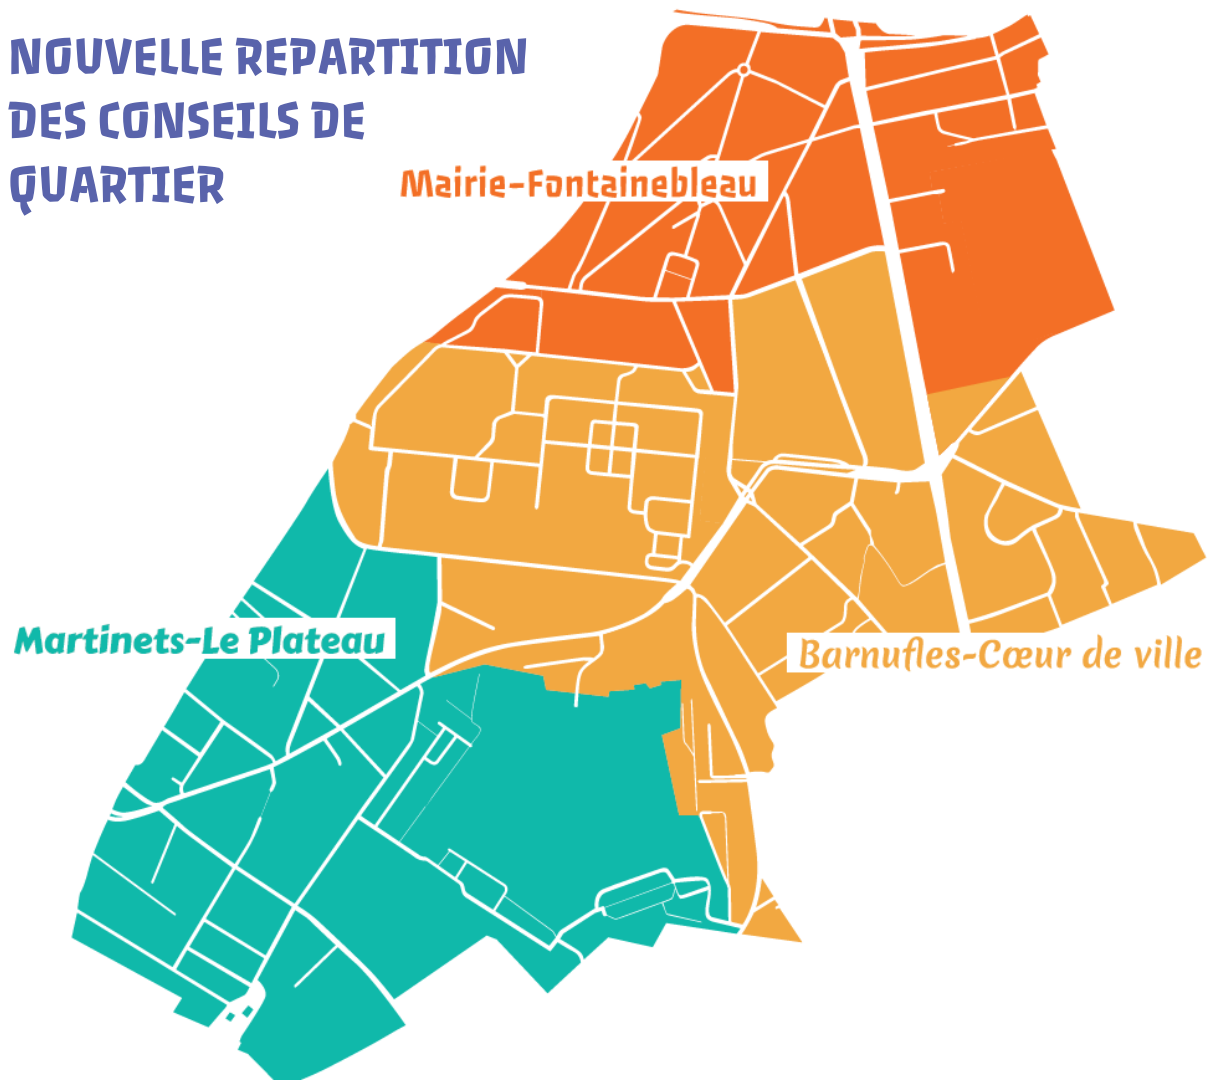 NOUVELLE REPARTITION
DES CONSEILS DE
QUARTIER
Mairie-Fontainebleau
Martinets-Le Plateau
Barnufles-Cœur de ville